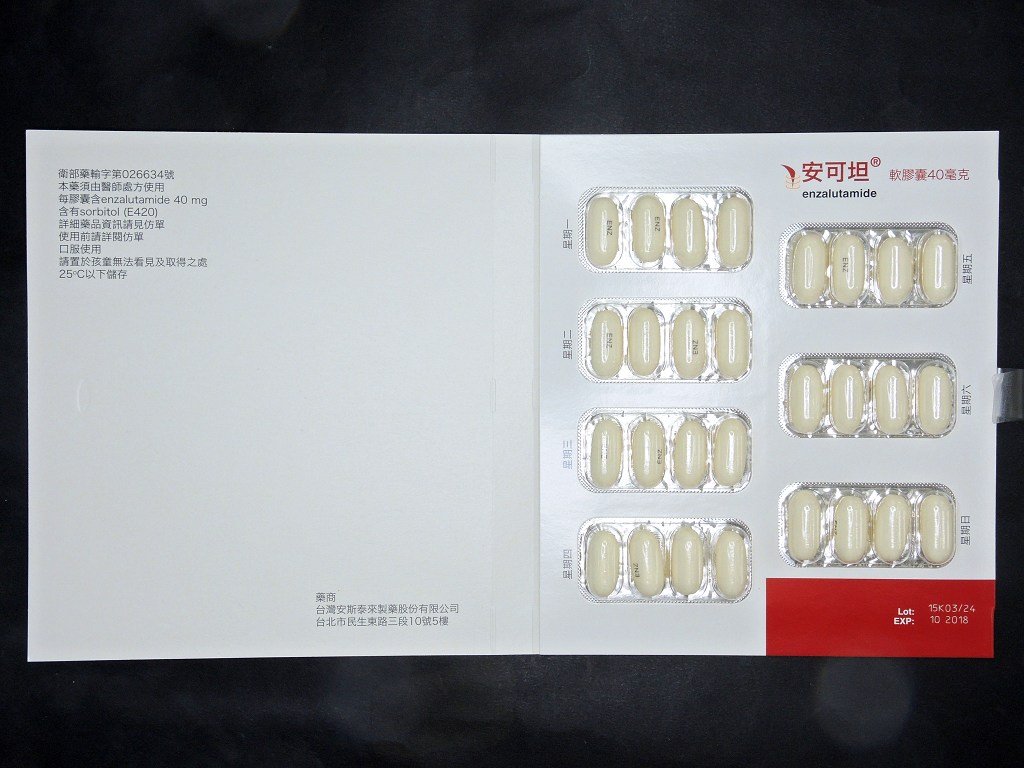 衛部藥輸字第026634號
本藥須由醫師處方使用
每膠囊含enzalutamide 40 mg
含有sorbitol (E420)
詳細藥品資訊請見仿單
使用前請詳閱仿單
口服使用
請置於孩童無法看見及取得之處
25°C以下儲存
藥商
台灣安斯泰來製藥股份有限公司
台北市民生東路三段10號5樓
安可坦® 軟膠囊40毫克
enzalutamide
星期一
ENZ
ENZ
星期二
ENZ
ENZ
星期三
ENZ
星期四
ENZ
星期五
ENZ
星期六
星期日
Lot: 15K03/24
EXP: 10 2018